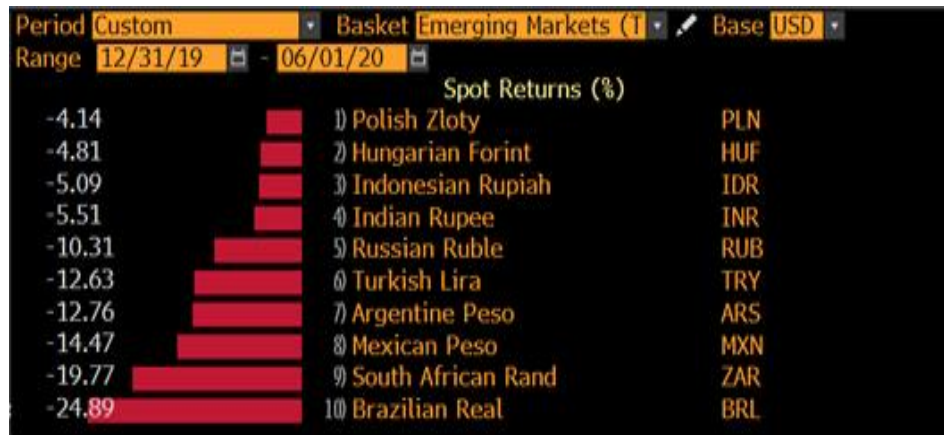 Period Custom Basket Emerging Markets (T Base USD
Range 12/31/19 - 06/01/20
Spot Returns (%)
-4.14 1) Polish Zloty PLN
-4.81 2) Hungarian Forint HUF
-5.09 3) Indonesian Rupiah IDR
-5.51 4) Indian Rupee INR
-10.31 5) Russian Ruble RUB
-12.63 6) Turkish Lira TRY
-12.76 7) Argentine Peso ARS
-14.47 8) Mexican Peso MXN
-19.77 9) South African Rand ZAR
-24.89 10) Brazilian Real BRL